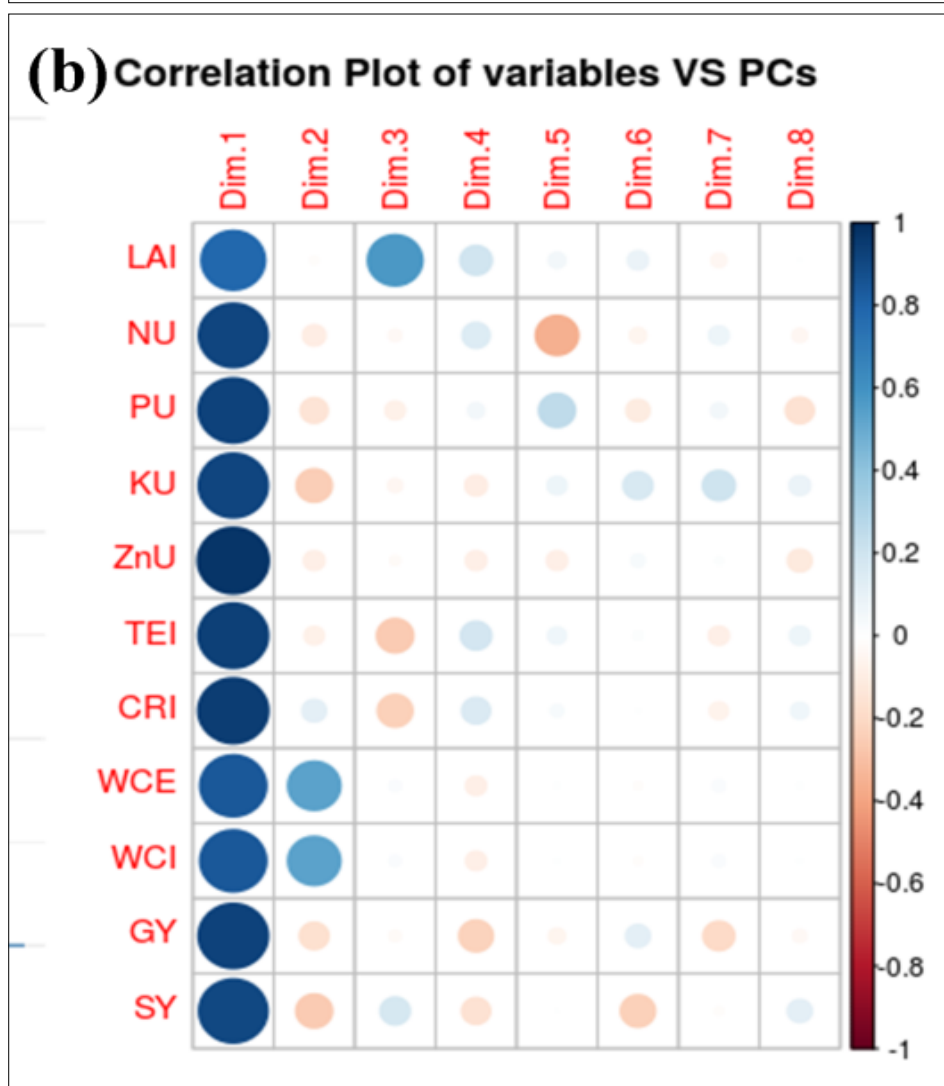 (b) Correlation Plot of variables VS PCs
Dim.1 Dim.2 Dim.3 Dim.4 Dim.5 Dim.6 Dim.7 Dim.8
LAI
NU
PU
KU
ZnU
TEI
CRI
WCE
WCI
GY
SY
1
0.8
0.6
0.4
0.2
0
-0.2
-0.4
-0.6
-0.8
-1